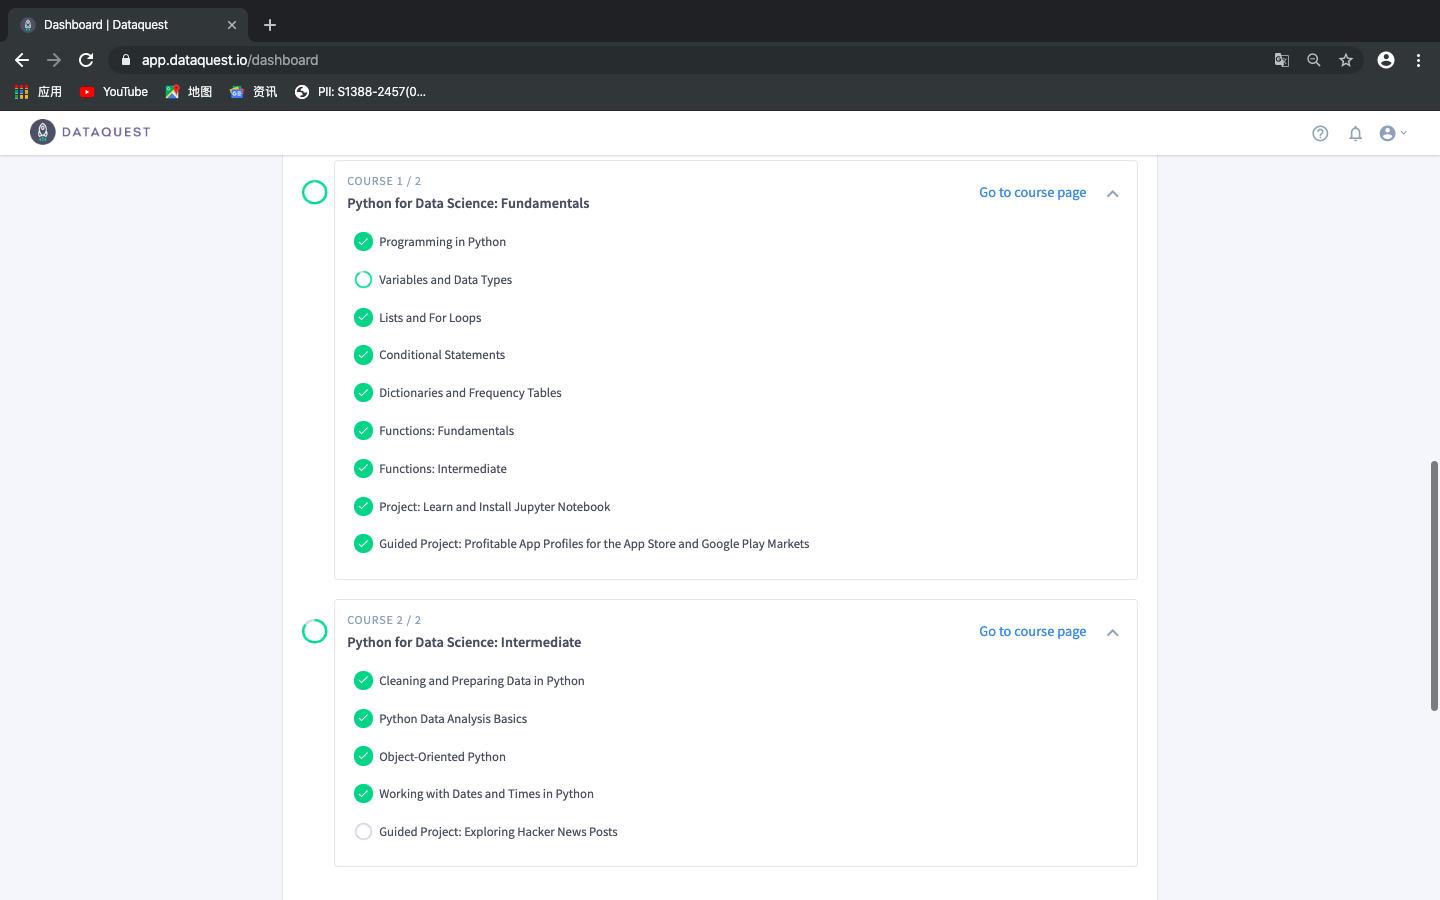 Dashboard | Dataquest
app.dataquest.io/dashboard
应用
YouTube
地图
资讯
PII: S1388-2457(0...
DATAQUEST
COURSE 1 / 2
Python for Data Science: Fundamentals
Go to course page
Programming in Python
Variables and Data Types
Lists and For Loops
Conditional Statements
Dictionaries and Frequency Tables
Functions: Fundamentals
Functions: Intermediate
Project: Learn and Install Jupyter Notebook
Guided Project: Profitable App Profiles for the App Store and Google Play Markets
COURSE 2 / 2
Python for Data Science: Intermediate
Go to course page
Cleaning and Preparing Data in Python
Python Data Analysis Basics
Object-Oriented Python
Working with Dates and Times in Python
Guided Project: Exploring Hacker News Posts